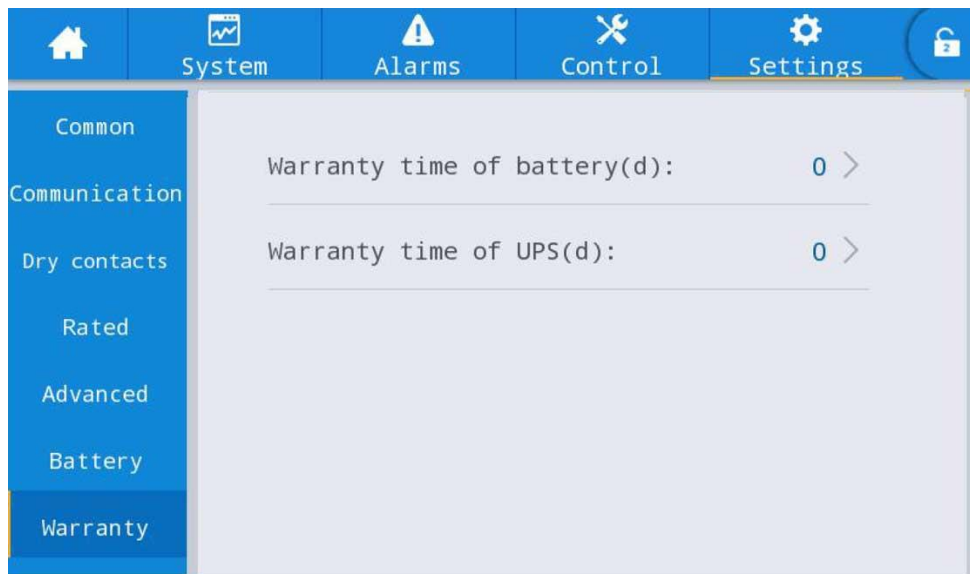 System
Alarms
Control
Settings
2
Common
Communication
Dry contacts
Rated
Advanced
Battery
Warranty
Warranty time of battery(d): 0
Warranty time of UPS(d): 0